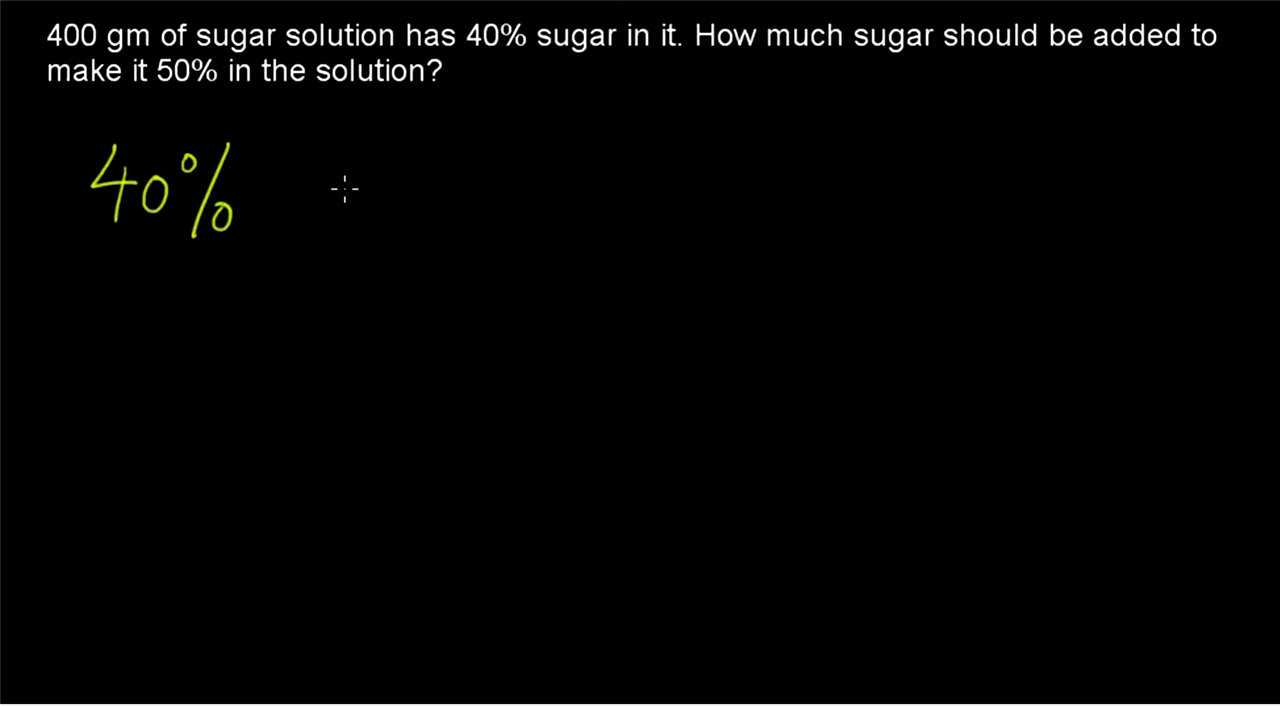 400 gm of sugar solution has 40% sugar in it. How much sugar should be added to
make it 50% in the solution?
40%